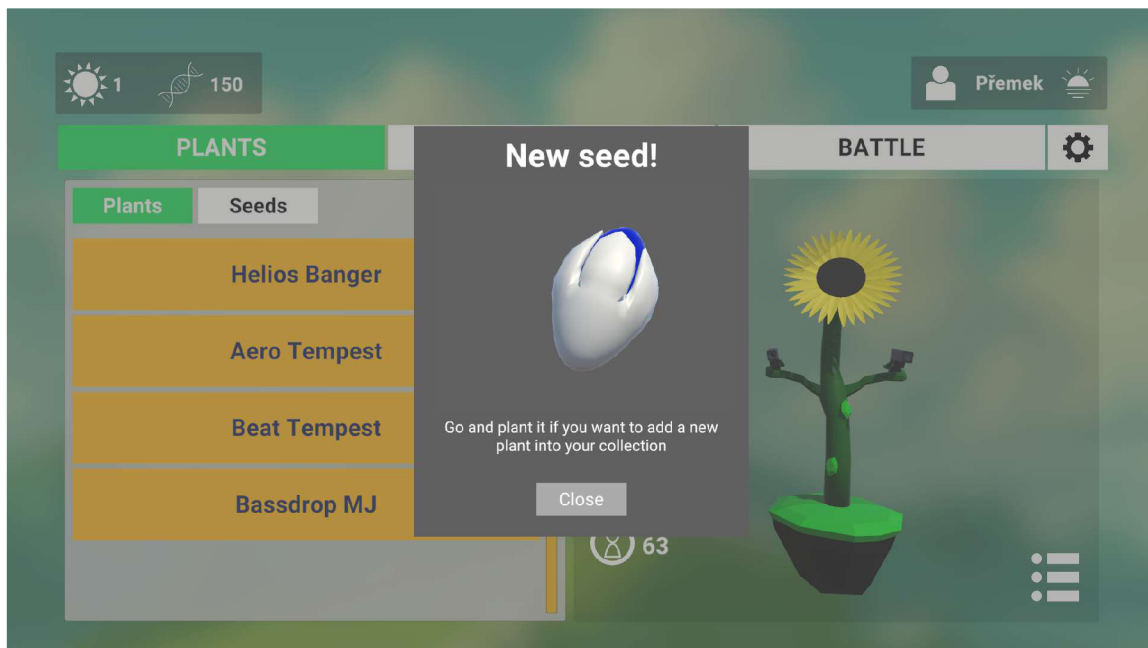 1
150
Přemek
PLANTS
BATTLE
New seed!
Plants
Seeds
Helios Banger
Aero Tempest
Beat Tempest
Bassdrop MJ
Go and plant it if you want to add a new
plant into your collection
Close
63